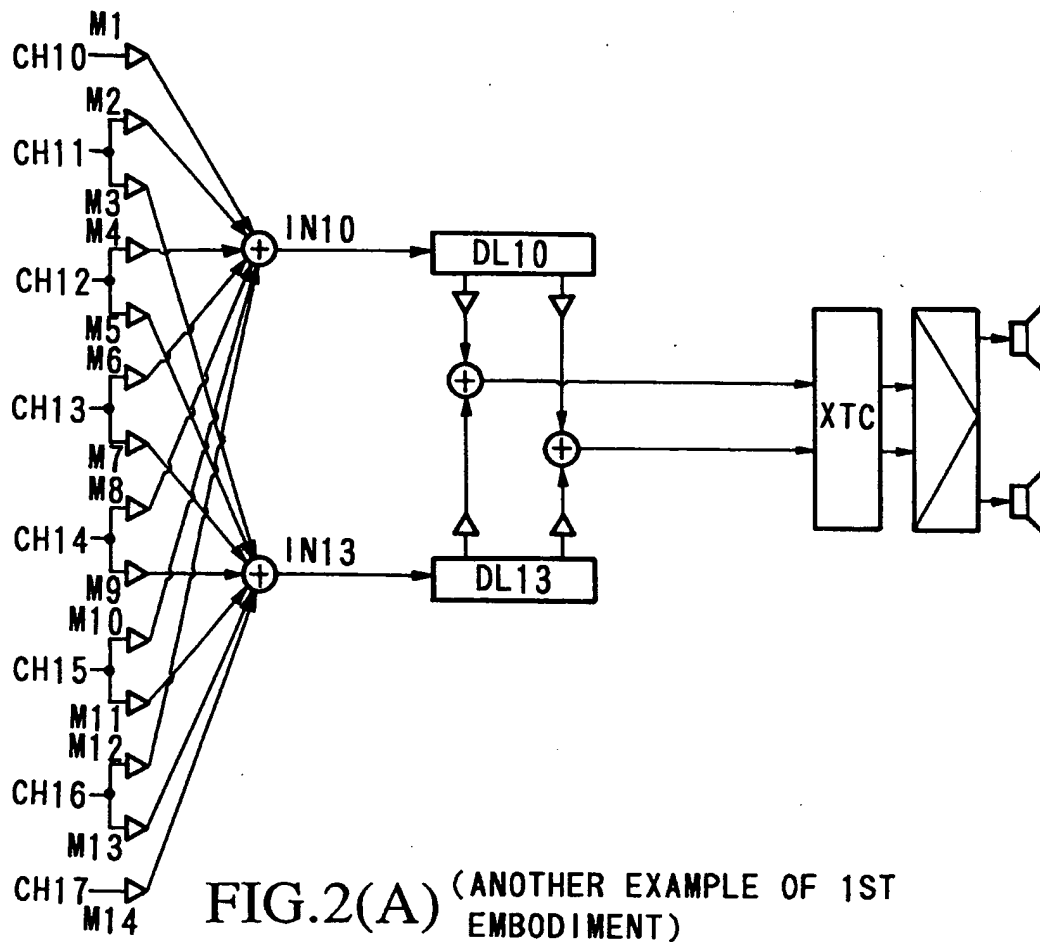 M1
CH10
M2
CH11
M3
M4
IN10
DL10
CH12
M5
M6
CH13
XTC
M7
M8
CH14
IN13
DL13
M9
M10
CH15
M11
M12
CH16
M13
CH17
M14
FIG.2(A) (ANOTHER EXAMPLE OF 1ST
EMBODIMENT)